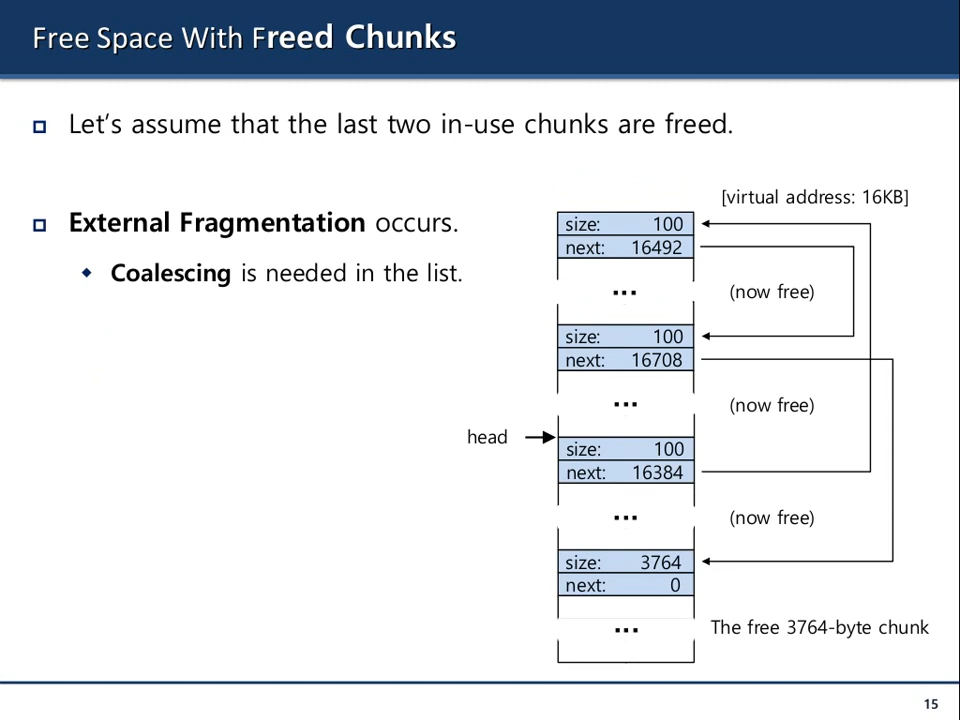 Free Space With Freed Chunks
Let's assume that the last two in-use chunks are freed.
External Fragmentation occurs.
Coalescing is needed in the list.
[virtual address: 16KB]
size: 100
next: 16492
...
(now free)
size: 100
next: 16708
...
(now free)
head
size: 100
next: 16384
...
(now free)
size: 3764
next: 0
...
The free 3764-byte chunk
15